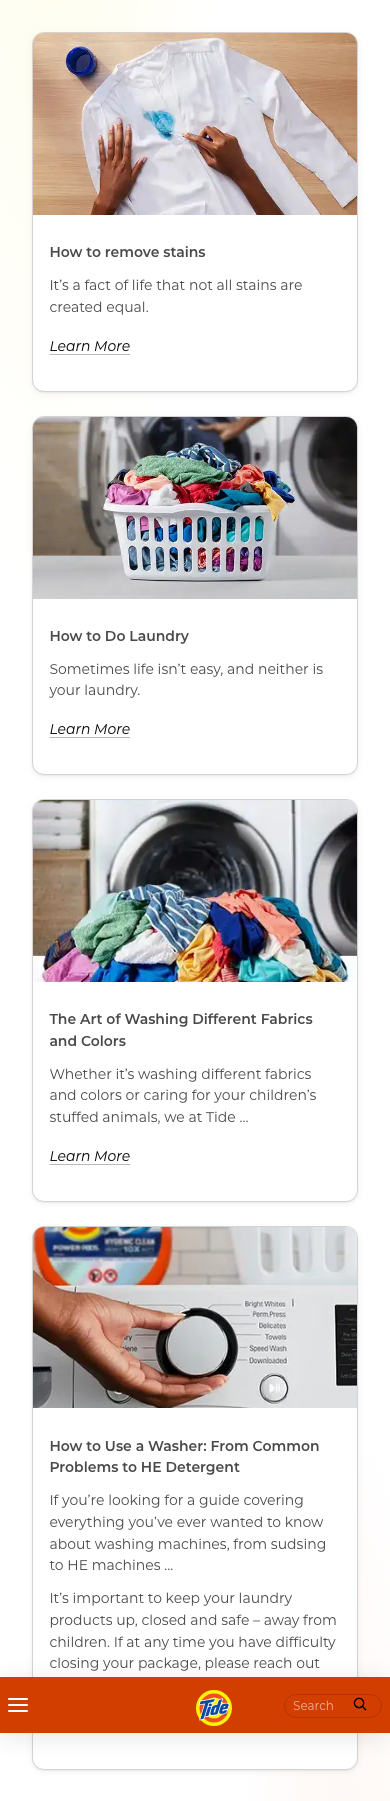 How to remove stains
It’s a fact of life that not all stains are
created equal.
Learn More
How to Do Laundry
Sometimes life isn’t easy, and neither is
your laundry.
Learn More
The Art of Washing Different Fabrics
and Colors
Whether it’s washing different fabrics
and colors or caring for your children’s
stuffed animals, we at Tide ...
Learn More
POWER PODS
HYGIENIC CLEAN
10X
Bright Whites
Perm.Press
Delicates
Towels
Speed Wash
Downloaded
How to Use a Washer: From Common
Problems to HE Detergent
If you’re looking for a guide covering
everything you’ve ever wanted to know
about washing machines, from sudsing
to HE machines ...
It’s important to keep your laundry
products up, closed and safe – away from
children. If at any time you have difficulty
closing your package, please reach out
Tide
Search